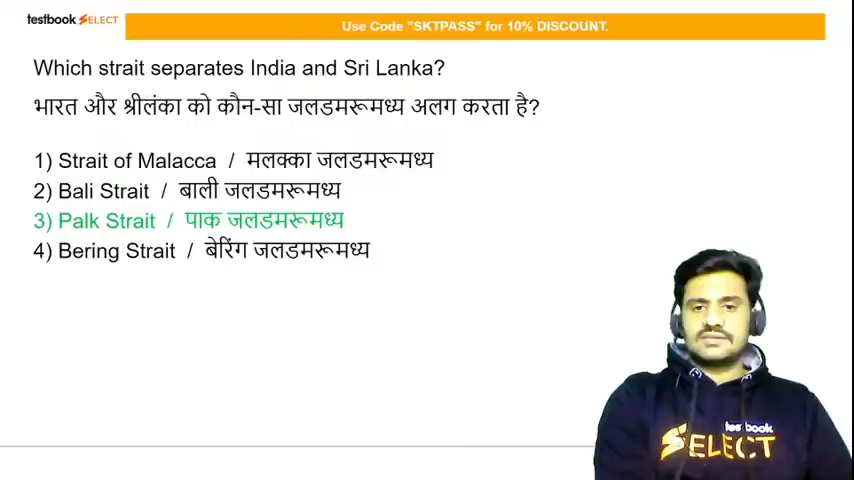 testbook SELECT
Use Code "SKTPASS" for 10% DISCOUNT.
Which strait separates India and Sri Lanka?
भारत और श्रीलंका को कौन-सा जलडमरूमध्य अलग करता है?
1) Strait of Malacca / मलक्का जलडमरूमध्य
2) Bali Strait / बाली जलडमरूमध्य
3) Palk Strait / पाक जलडमरूमध्य
4) Bering Strait / बेरिंग जलडमरूमध्य
testbook
SELECT